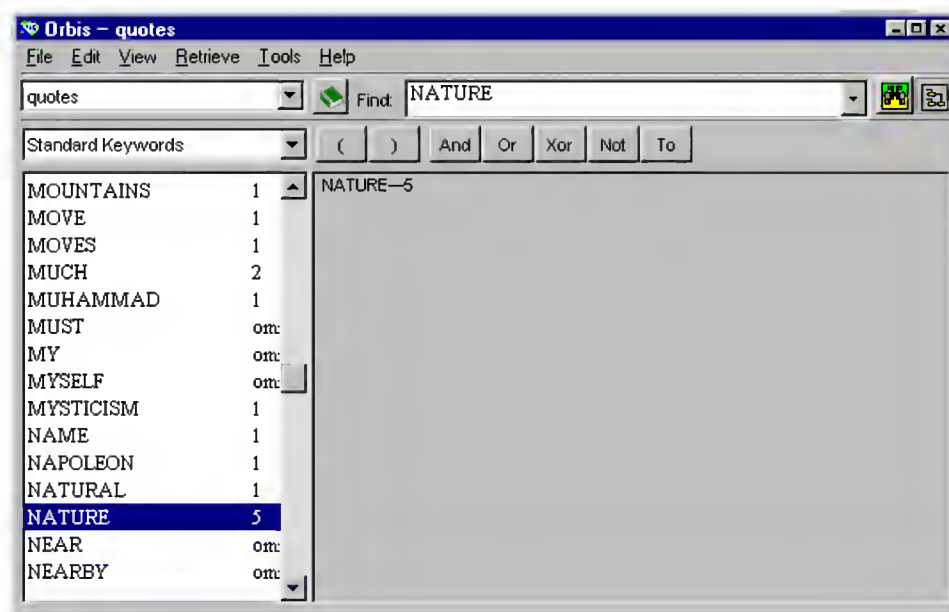 Orbis – quotes
File Edit View Retrieve Tools Help
quotes Find: NATURE
Standard Keywords ( ) And Or Xor Not To
MOUNTAINS 1 NATURE—5
MOVE 1
MOVES 1
MUCH 2
MUHAMMAD 1
MUST om
MY om
MYSELF om
MYSTICISM 1
NAME 1
NAPOLEON 1
NATURAL 1
NATURE 5
NEAR om
NEARBY om